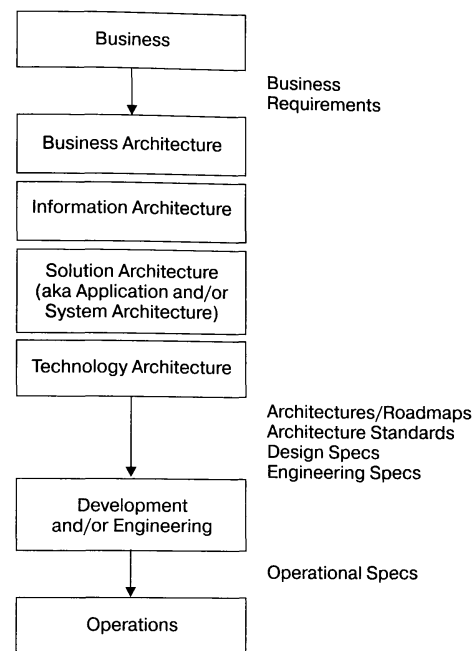 Business
Business
Requirements
Business Architecture
Information Architecture
Solution Architecture
(aka Application and/or
System Architecture)
Technology Architecture
Architectures/Roadmaps
Architecture Standards
Design Specs
Engineering Specs
Development
and/or Engineering
Operational Specs
Operations